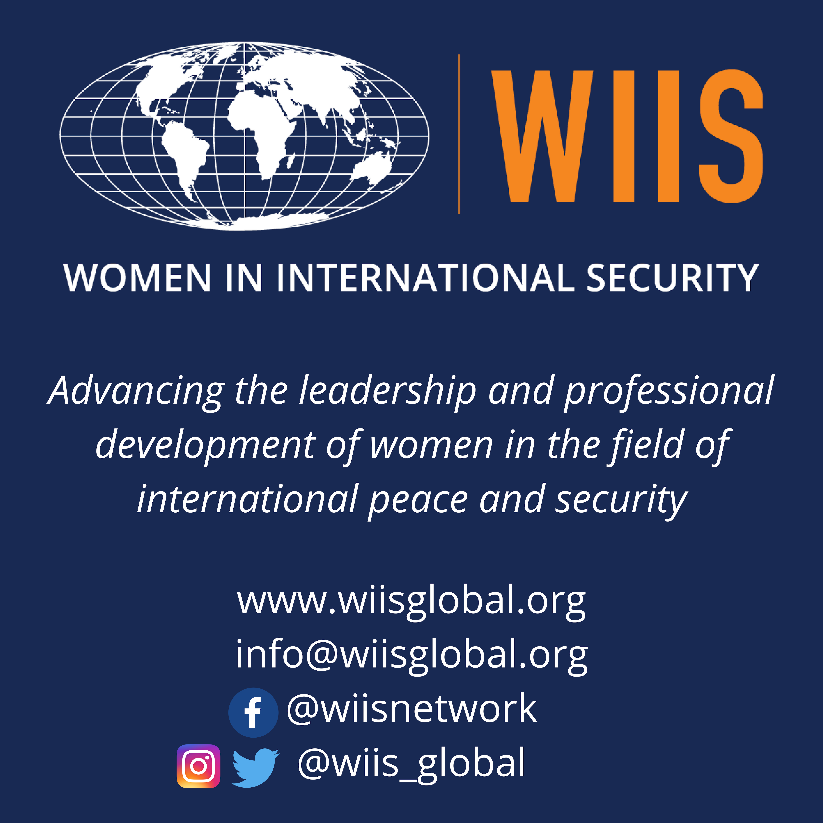 WIIS
WOMEN IN INTERNATIONAL SECURITY
Advancing the leadership and professional
development of women in the field of
international peace and security
www.wiisglobal.org
info@wiisglobal.org
@wiisnetwork
@wiis_global